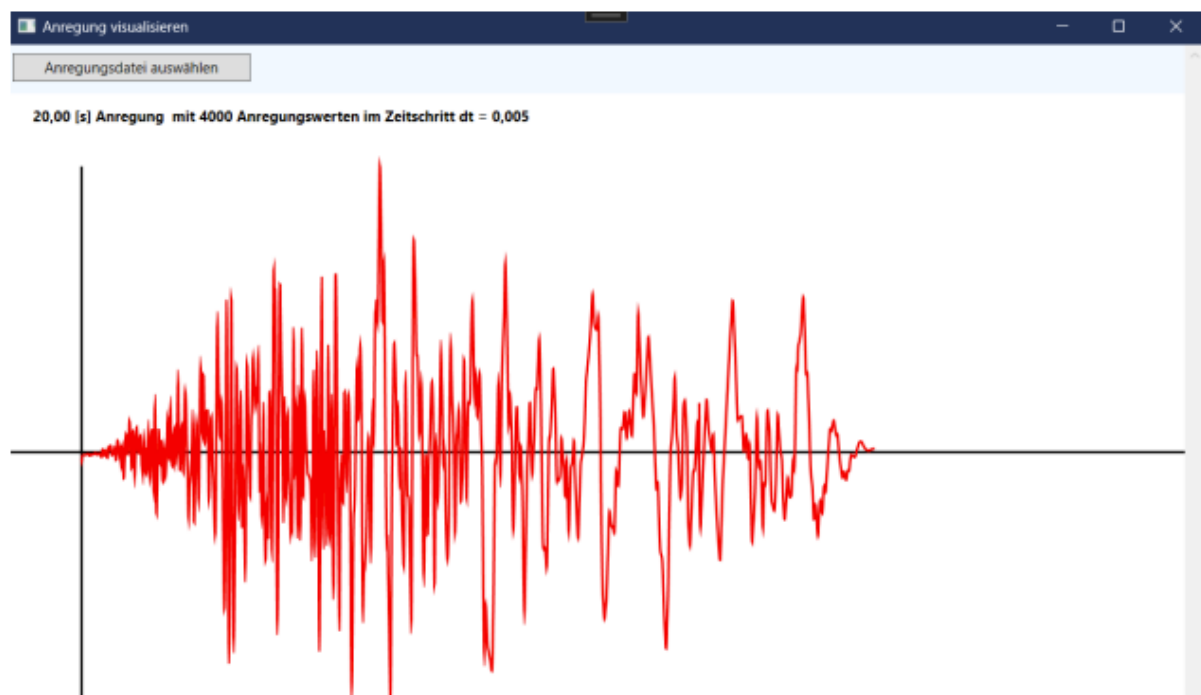 Anregung visualisieren
Anregungsdatei auswählen
20,00 [s] Anregung  mit 4000 Anregungswerten im Zeitschritt dt = 0,005